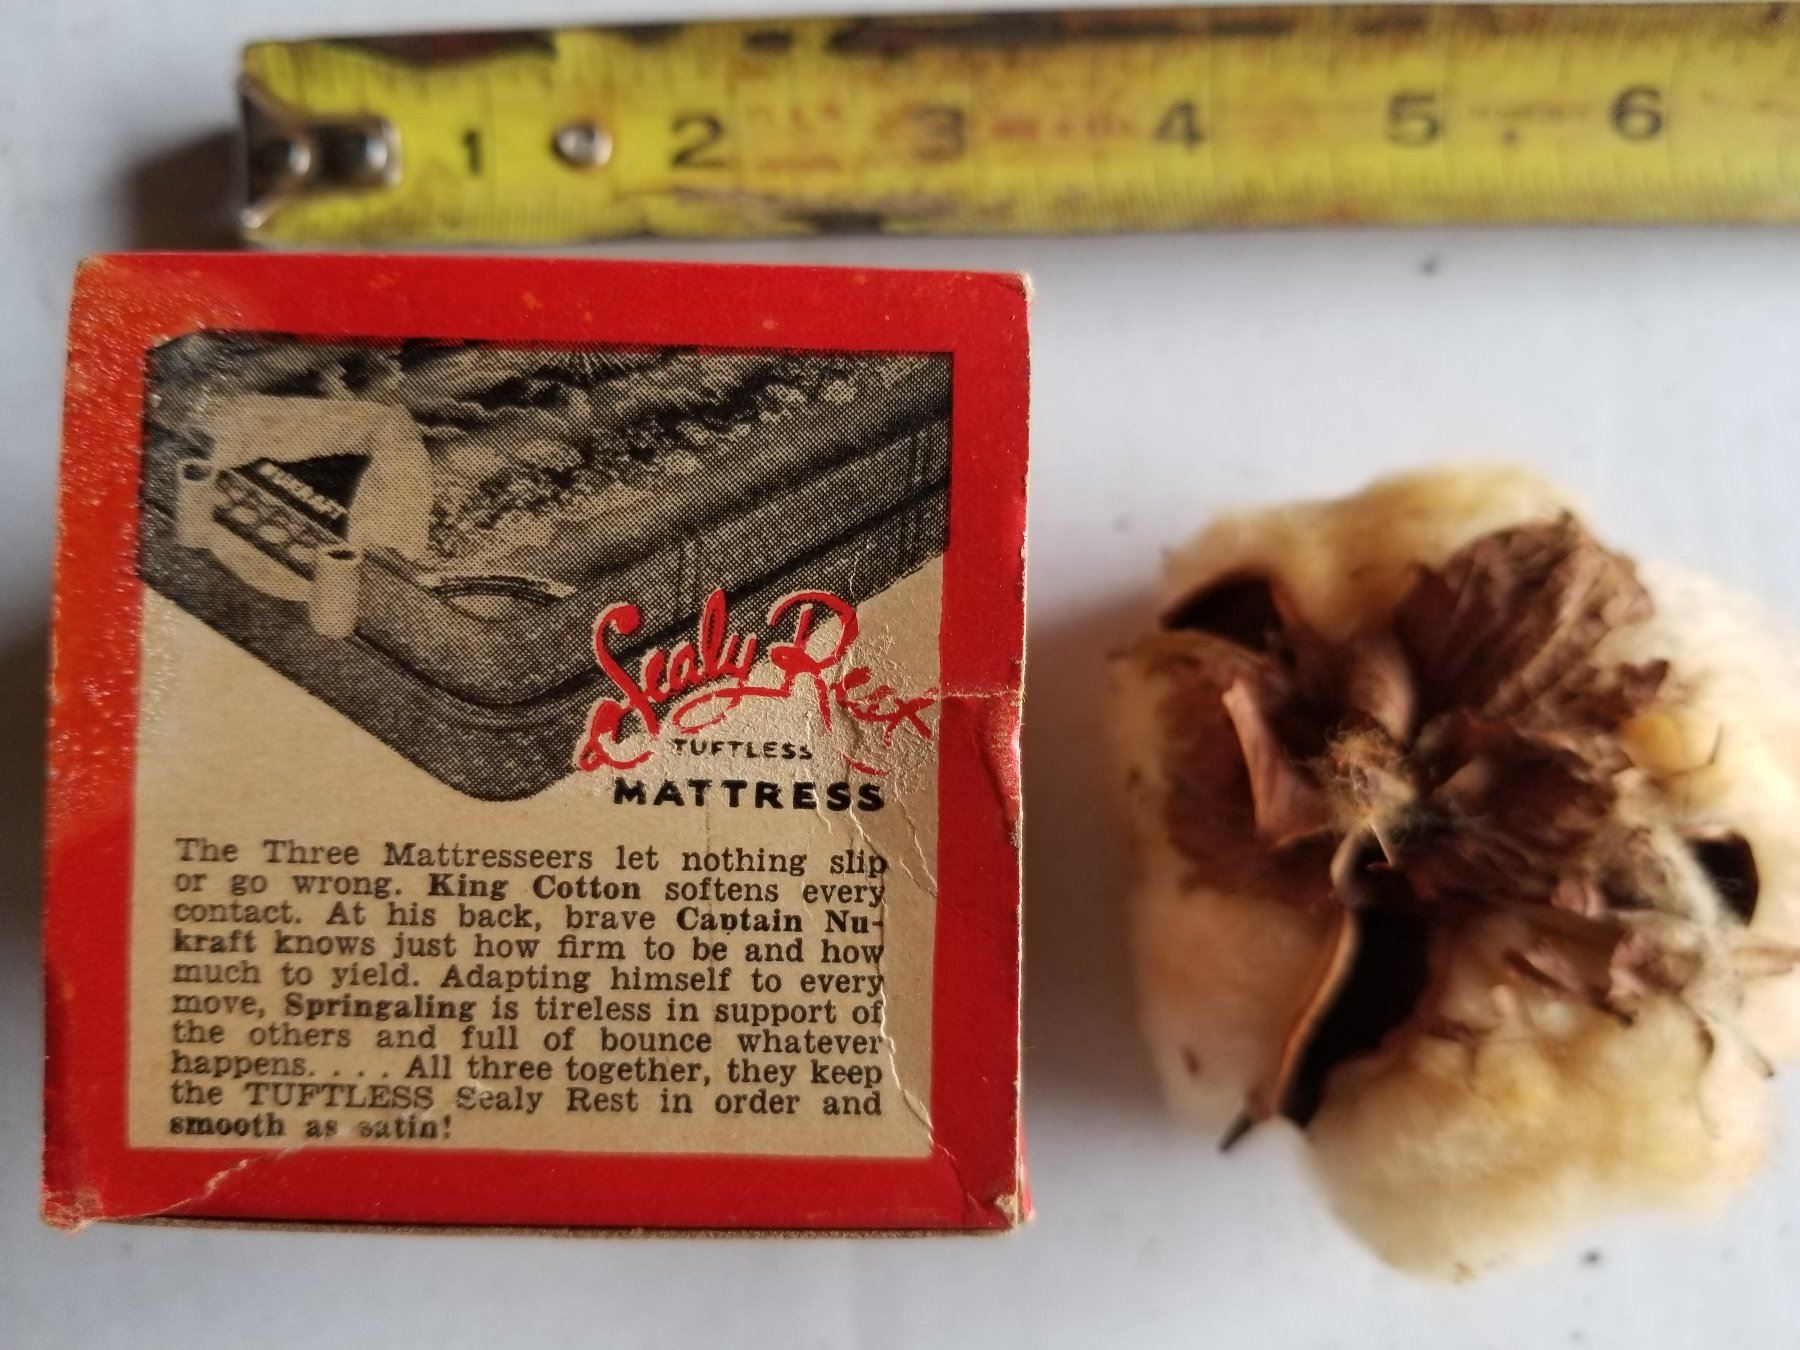 1 2 3 4 5 6
Sealy Rest
TUFTLESS
MATTRESS
The Three Mattresseers let nothing slip
or go wrong. King Cotton softens every
contact. At his back, brave Captain Nu-
kraft knows just how firm to be and how
much to yield. Adapting himself to every
move, Springaling is tireless in support of
the others and full of bounce whatever
happens. . . . All three together, they keep
the TUFTLESS Sealy Rest in order and
smooth as satin!